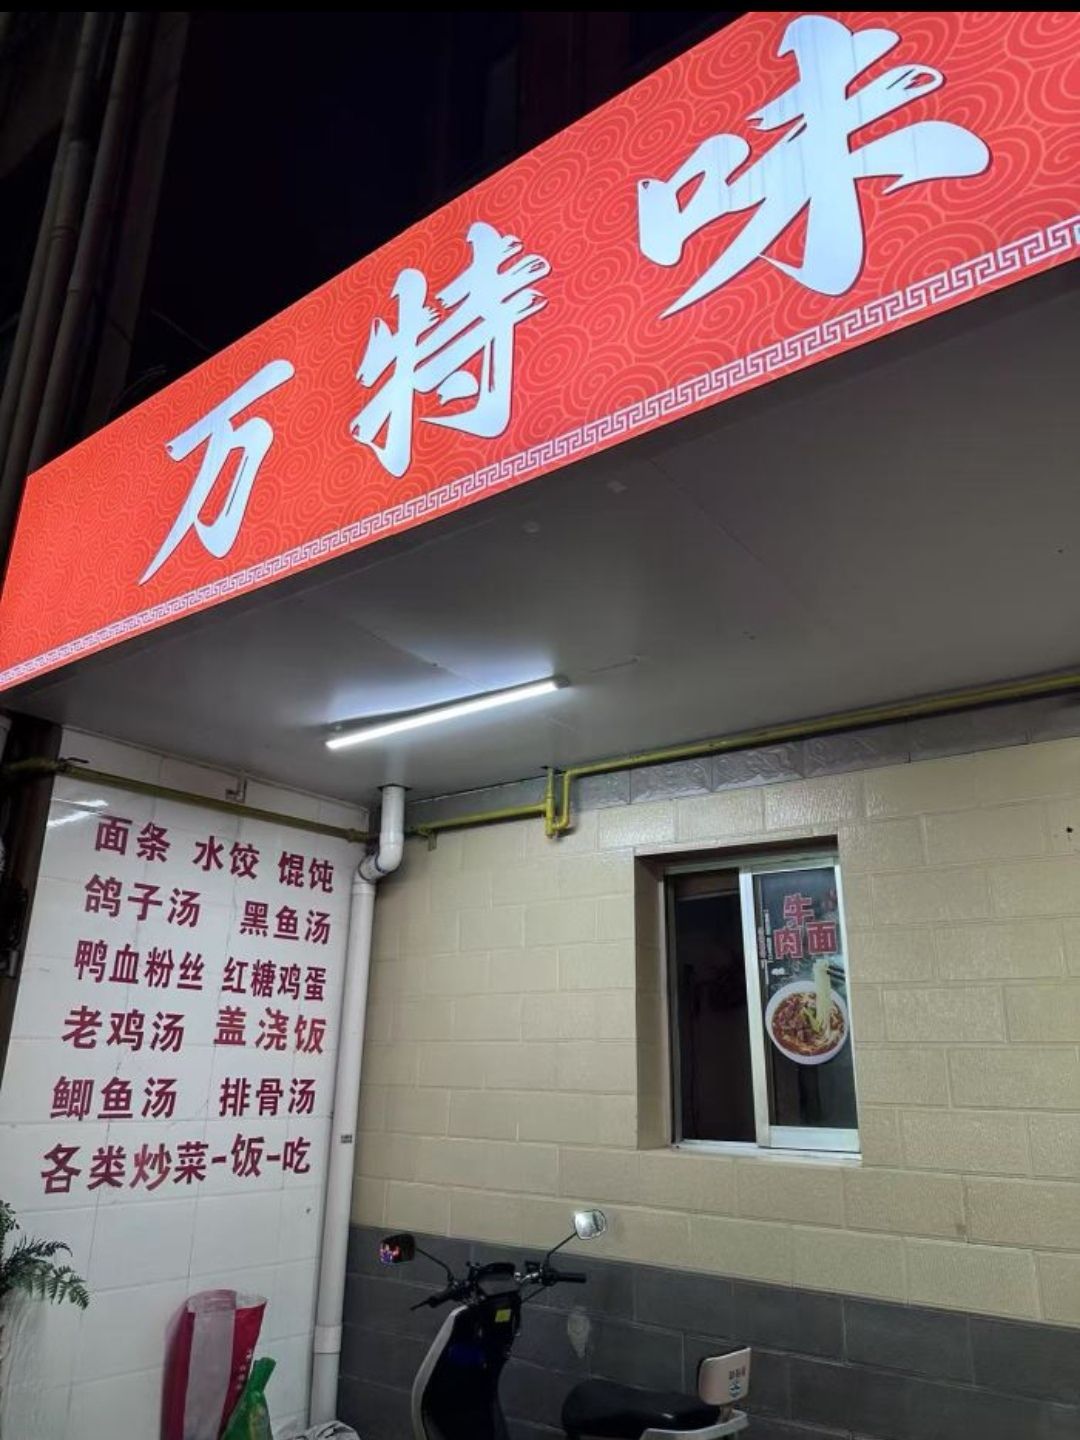 万特味
面条 水饺 馄饨
鸽子汤 黑鱼汤
鸭血粉丝 红糖鸡蛋
老鸡汤 盖浇饭
鲫鱼汤 排骨汤
各类炒菜-饭-吃
牛
肉面